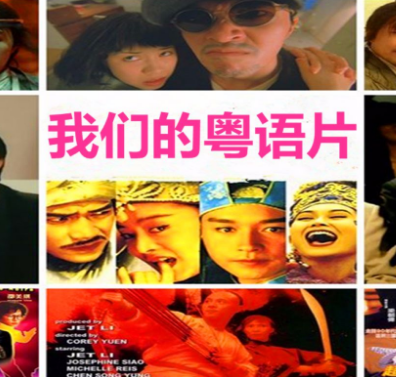 我们的粤语片
produced by
JET LI
directed by
COREY YUEN
starring
JET LI
JOSEPHINE SIAO
MICHELLE REIS
CHEN SONG YUNG